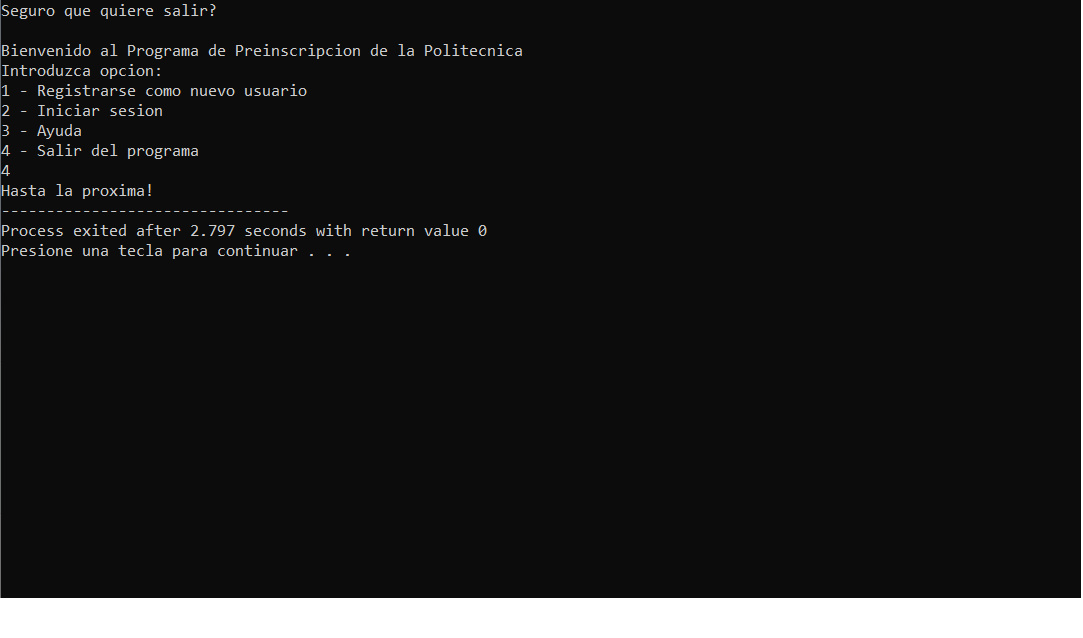 Seguro que quiere salir?
Bienvenido al Programa de Preinscripcion de la Politecnica
Introduzca opcion:
1 - Registrarse como nuevo usuario
2 - Iniciar sesion
3 - Ayuda
4 - Salir del programa
4
Hasta la proxima!
--------------------------------
Process exited after 2.797 seconds with return value 0
Presione una tecla para continuar . . .